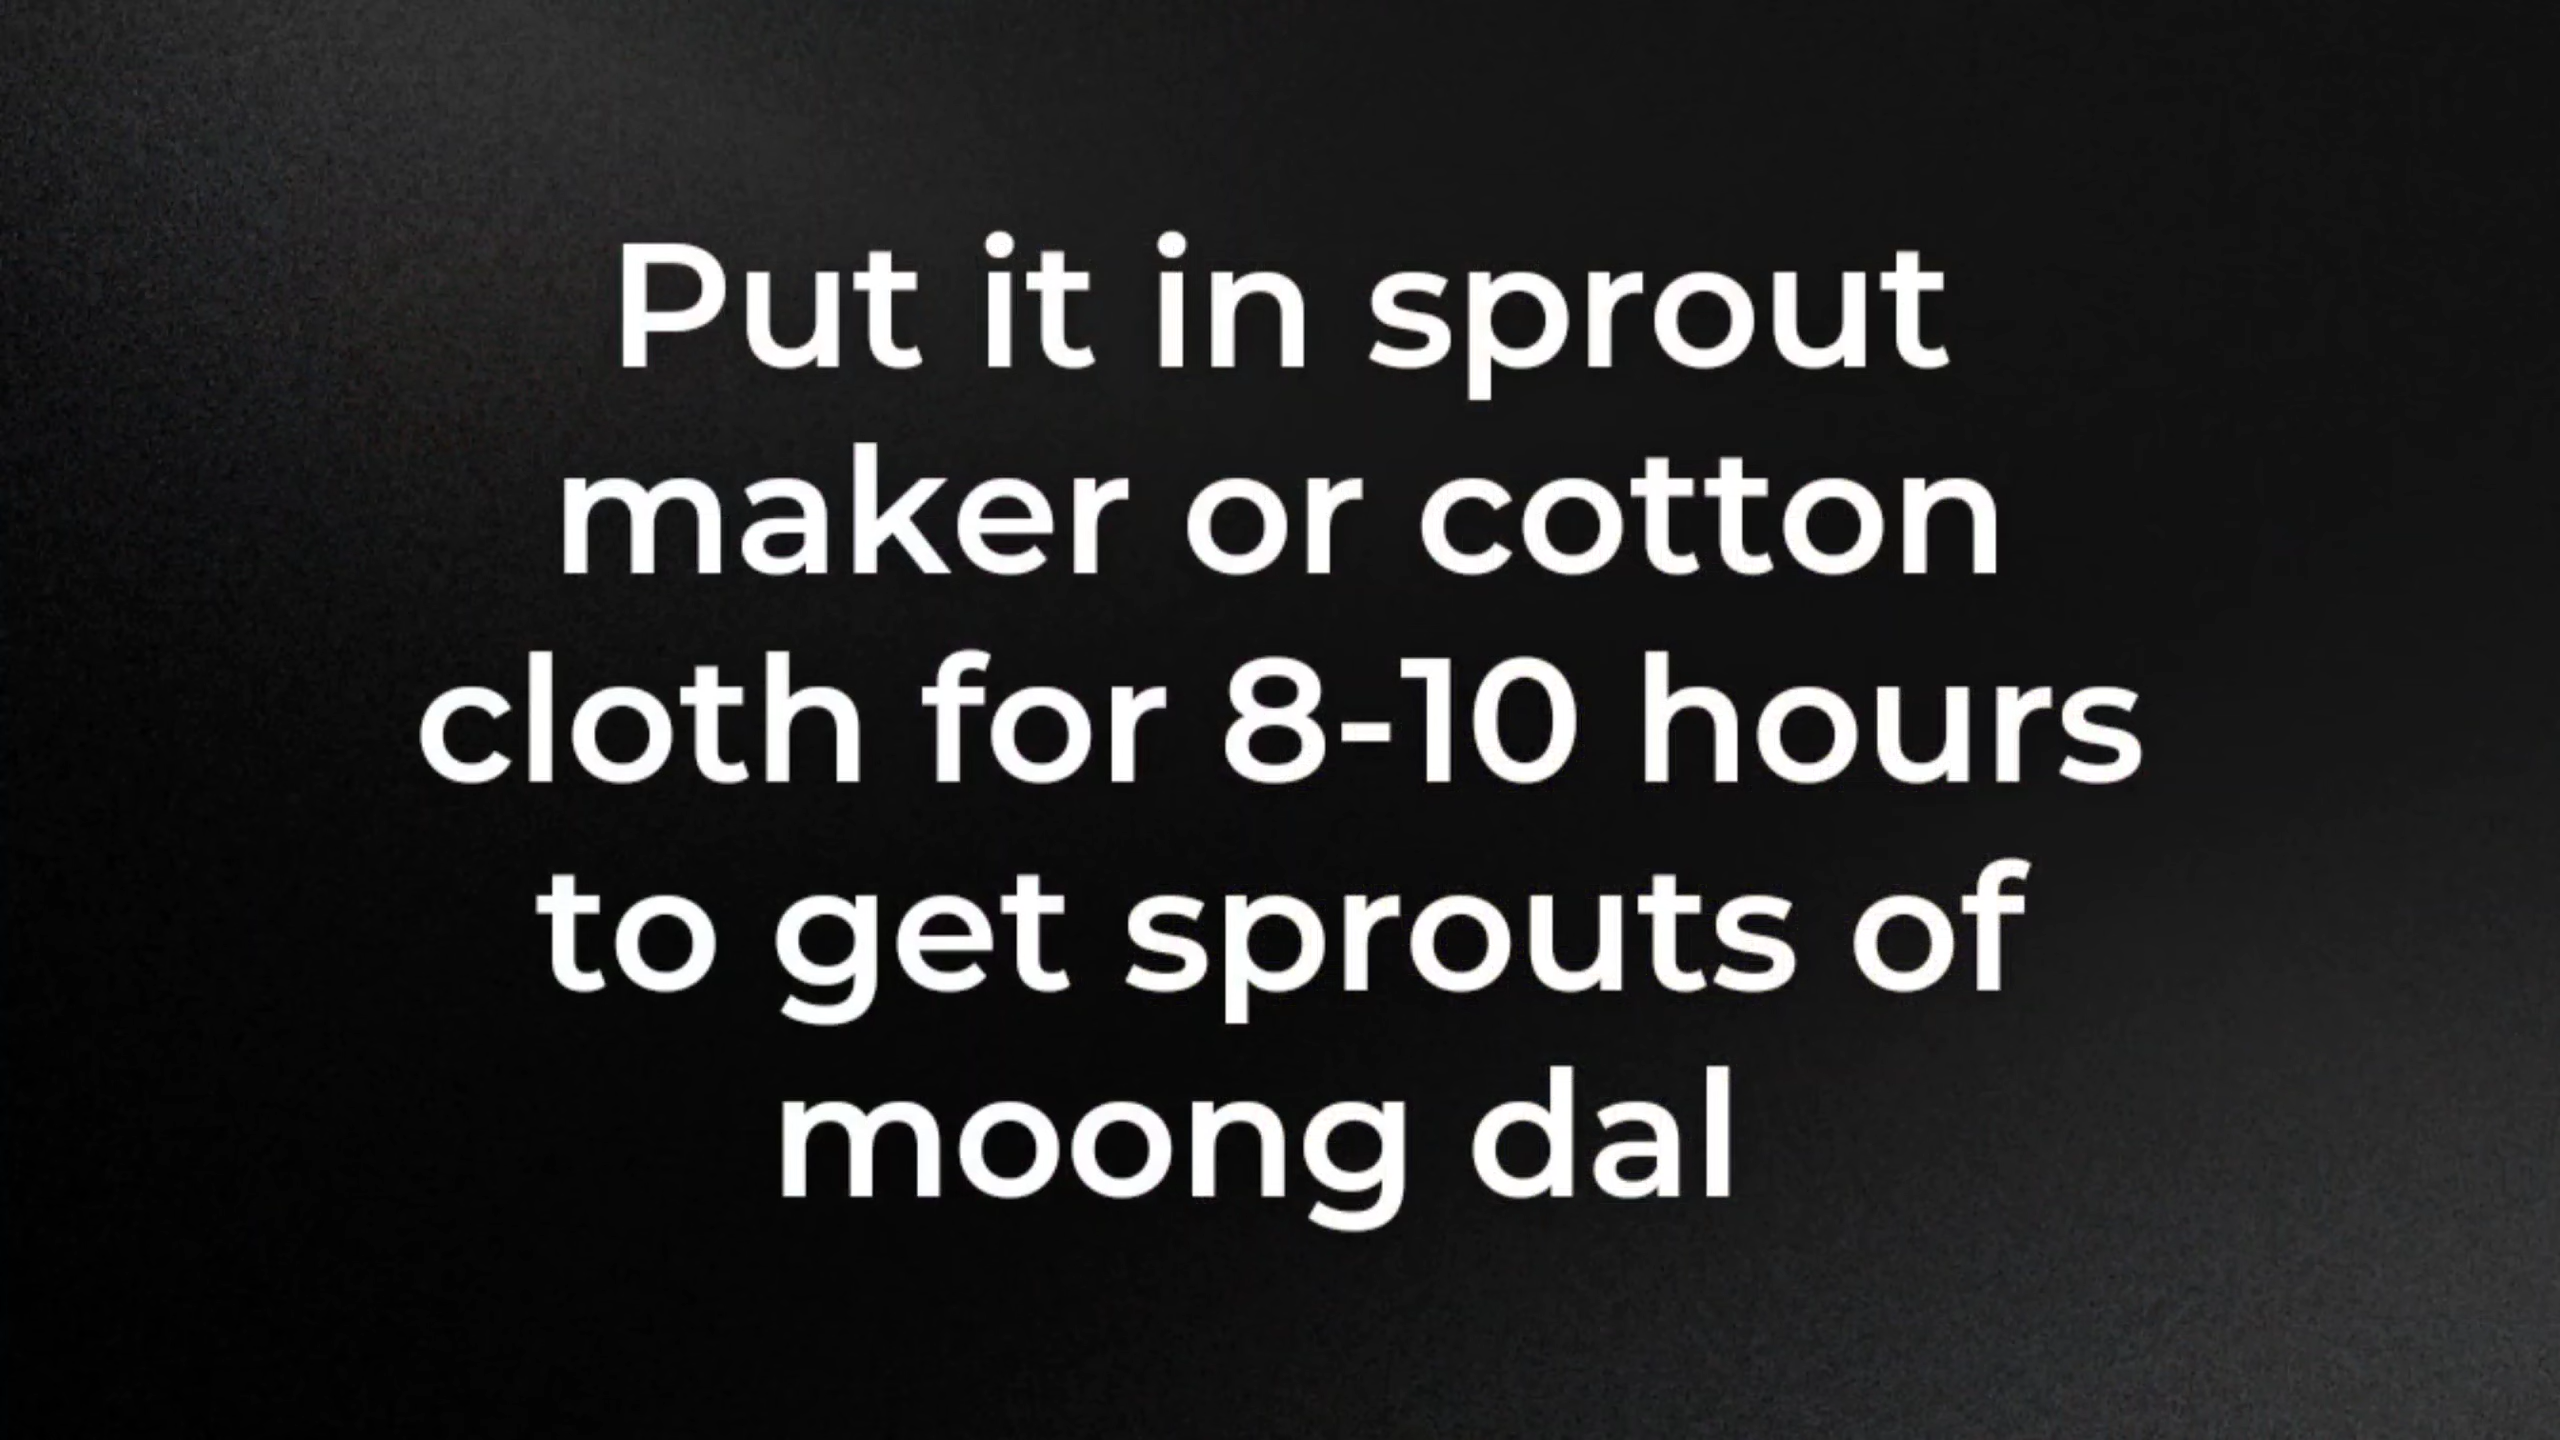 Put it in sprout
maker or cotton
cloth for 8-10 hours
to get sprouts of
moong dal